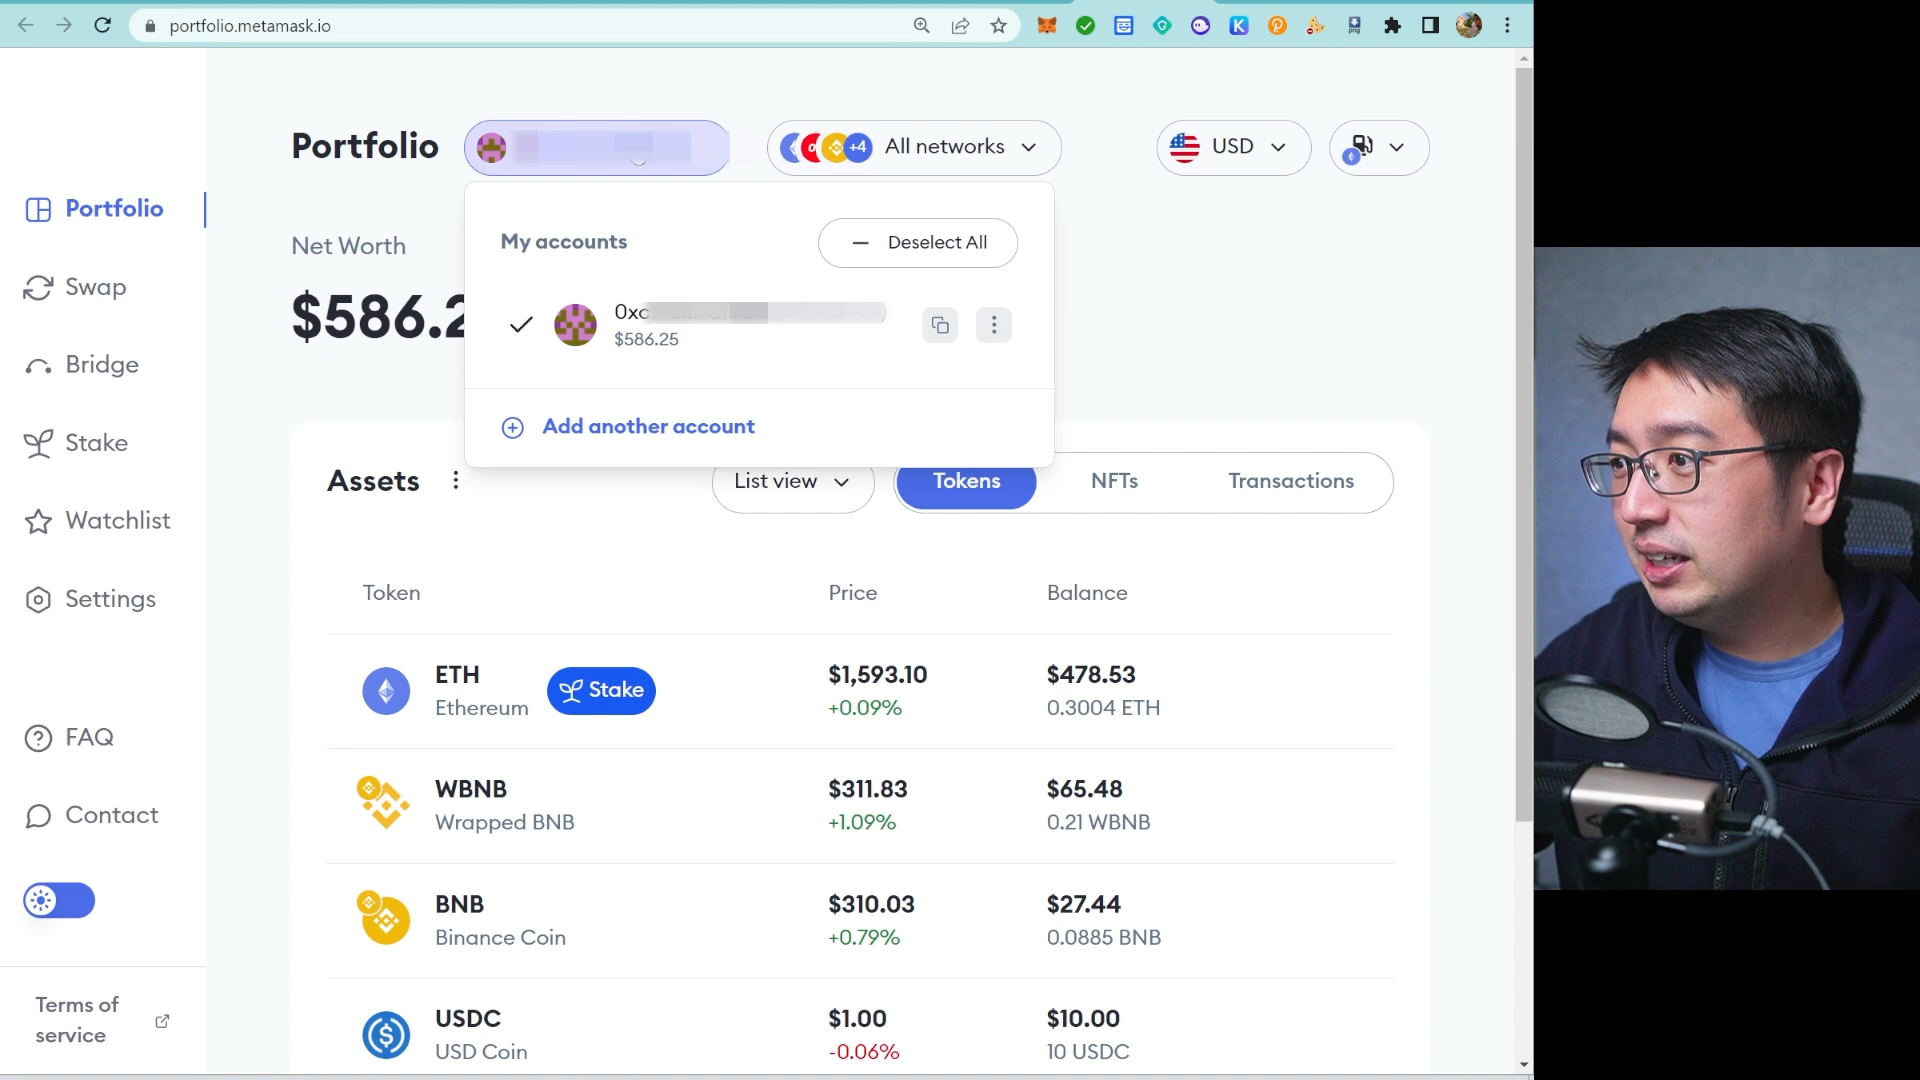 portfolio.metamask.io
Portfolio
+4
All networks
USD
Portfolio
Swap
Bridge
Stake
Watchlist
Settings
FAQ
Contact
Terms of
service
Net Worth
My accounts
Deselect All
$586.25
Add another account
Assets
List view
Tokens
NFTs
Transactions
Token
Price
Balance
ETH
Ethereum
Stake
$1,593.10
+0.09%
$478.53
0.3004 ETH
WBNB
Wrapped BNB
$311.83
+1.09%
$65.48
0.21 WBNB
BNB
Binance Coin
$310.03
+0.79%
$27.44
0.0885 BNB
USDC
USD Coin
$1.00
-0.06%
$10.00
10 USDC